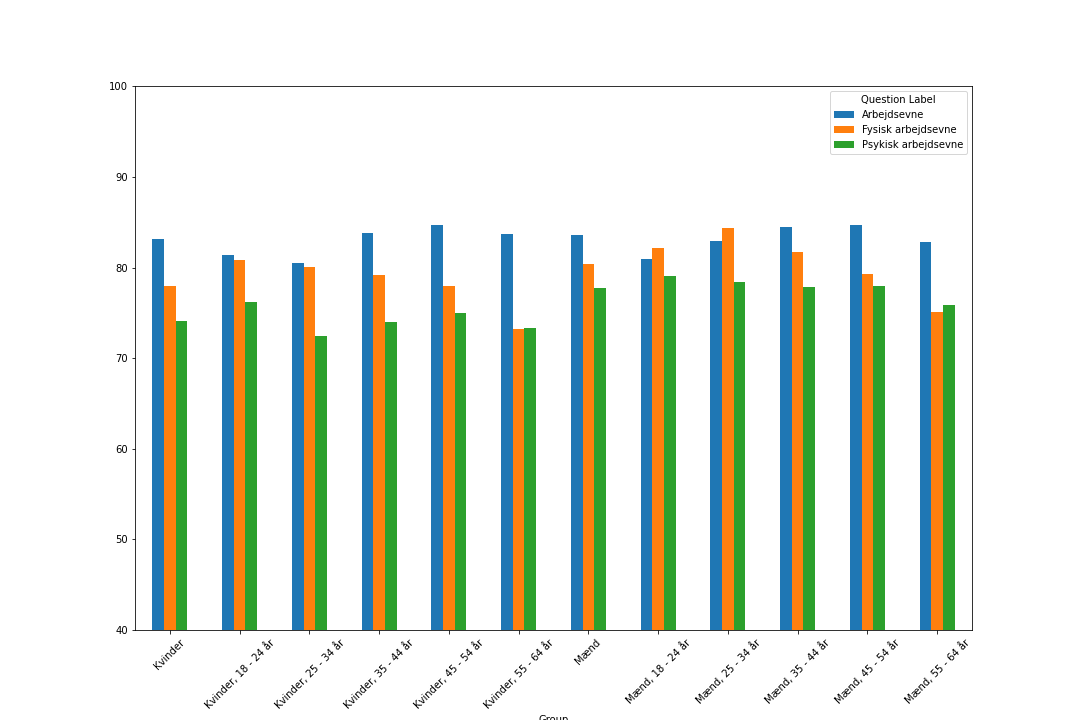 100
90
80
70
60
50
40
Question Label
Arbejdsevne
Fysisk arbejdsevne
Psykisk arbejdsevne
Kvinder
Kvinder, 18 - 24 år
Kvinder, 25 - 34 år
Kvinder, 35 - 44 år
Kvinder, 45 - 54 år
Kvinder, 55 - 64 år
Mænd
Mænd, 18 - 24 år
Mænd, 25 - 34 år
Mænd, 35 - 44 år
Mænd, 45 - 54 år
Mænd, 55 - 64 år
Group